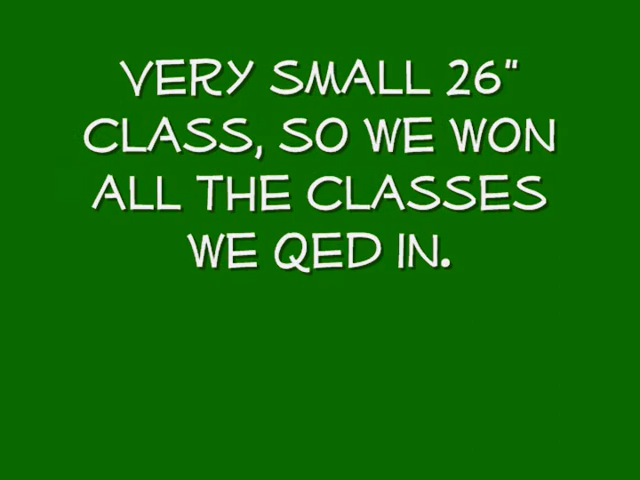 VERY SMALL 26"
CLASS, SO WE WON
ALL THE CLASSES
WE QED IN.